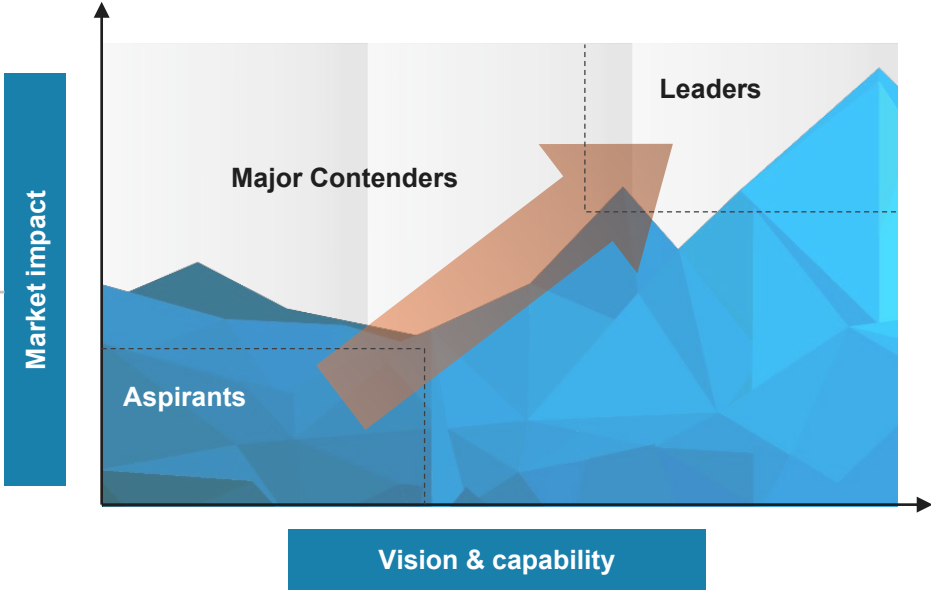 Leaders
Major Contenders
Market impact
Aspirants
Vision & capability